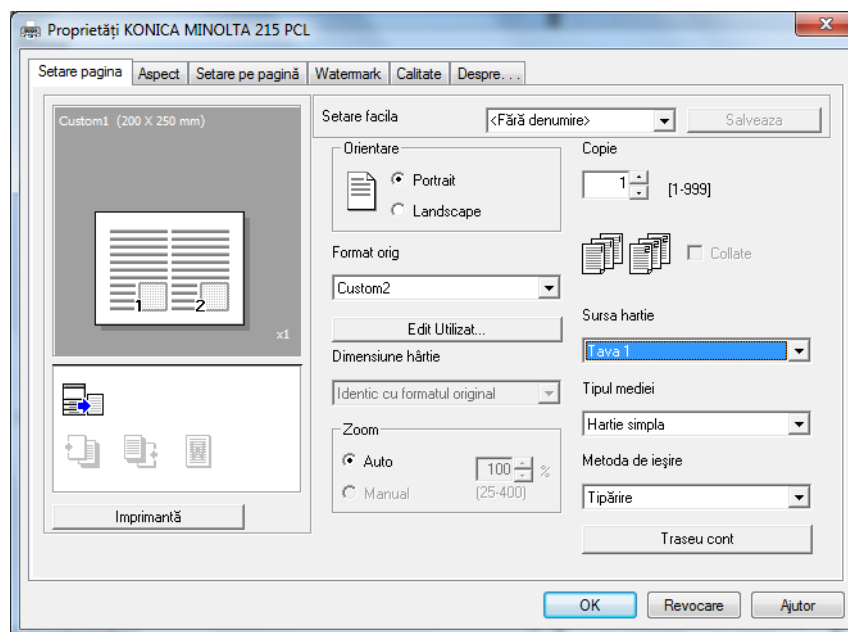 Proprietăți KONICA MINOLTA 215 PCL
Setare pagina
Aspect
Setare pe pagină
Watermark
Calitate
Despre. . .
Custom1 (200 X 250 mm)
1 2
x1
Imprimantă
Setare facila
<Fără denumire>
Salveaza
Orientare
Portrait
Landscape
Format orig
Custom2
Edit Utilizat...
Dimensiune hârtie
Identic cu formatul original
Zoom
Auto
100 %
Manual
(25-400)
Copie
1 [1-999]
Collate
Sursa hartie
Tava 1
Tipul mediei
Hartie simpla
Metoda de ieşire
Tipărire
Traseu cont
OK
Revocare
Ajutor